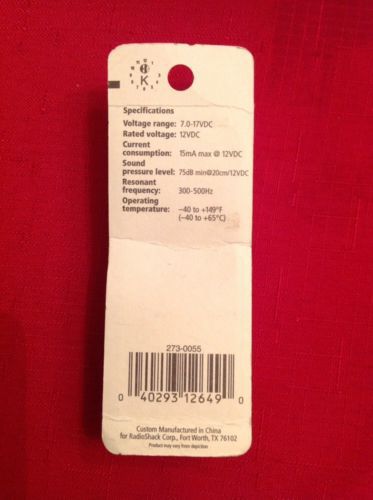 K
Specifications
Voltage range: 7.0-17VDC
Rated voltage: 12VDC
Current
consumption: 15mA max @ 12VDC
Sound
pressure level: 75dB min@20cm/12VDC
Resonant
frequency: 300-500Hz
Operating
temperature: –40 to +149°F
(–40 to +65°C)
273-0055
0 40293 12649 0
Custom Manufactured in China
for RadioShack Corp., Fort Worth, TX 76102
Product may vary from depiction